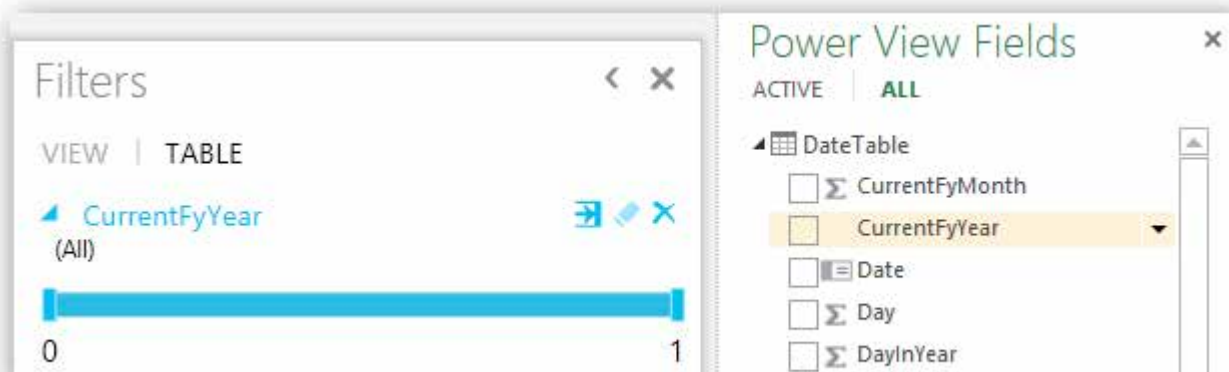 Filters
VIEW | TABLE
CurrentFyYear
(All)
0 1
Power View Fields
ACTIVE | ALL
DateTable
Σ CurrentFyMonth
CurrentFyYear
Date
Σ Day
Σ DayInYear